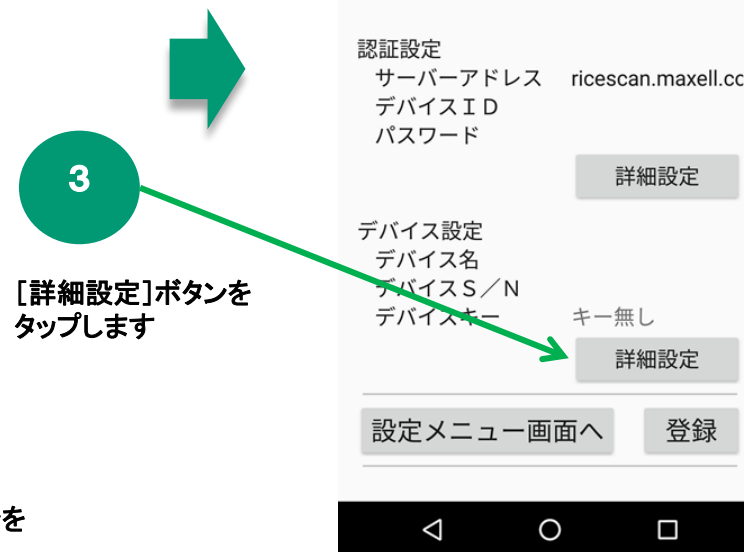 認証設定
サーバーアドレス ricescan.maxell.cc
デバイスＩＤ
パスワード
詳細設定
3
[詳細設定]ボタンを
タップします
デバイス設定
デバイス名
デバイスＳ／Ｎ
デバイスキー キー無し
詳細設定
設定メニュー画面へ 登録
を